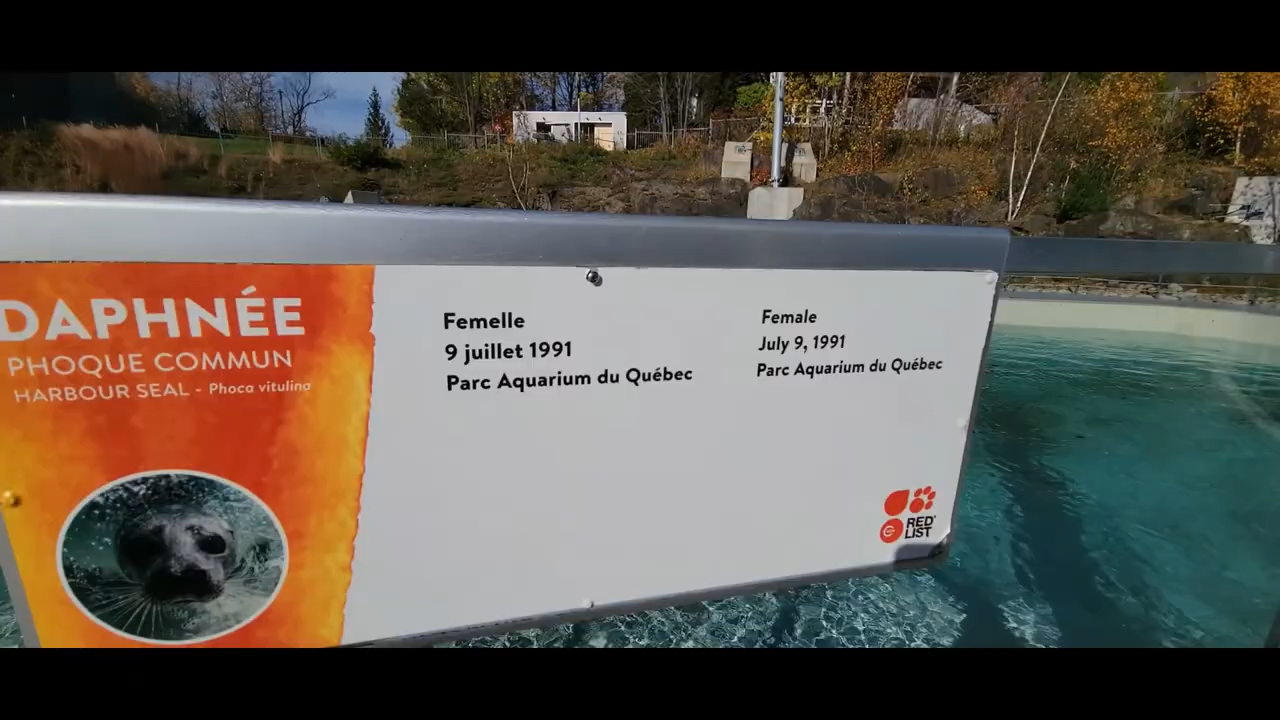 DAPHNÉE
PHOQUE COMMUN
HARBOUR SEAL - Phoca vitulina
Femelle
9 juillet 1991
Parc Aquarium du Québec
Female
July 9, 1991
Parc Aquarium du Québec
RED
LIST